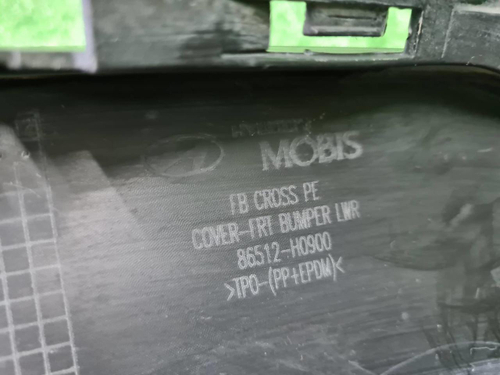 MOBIS
FB CROSS PE
COVER-FRT BUMPER LWR
86512-H0900
>TPO-(PP+EPDM)<